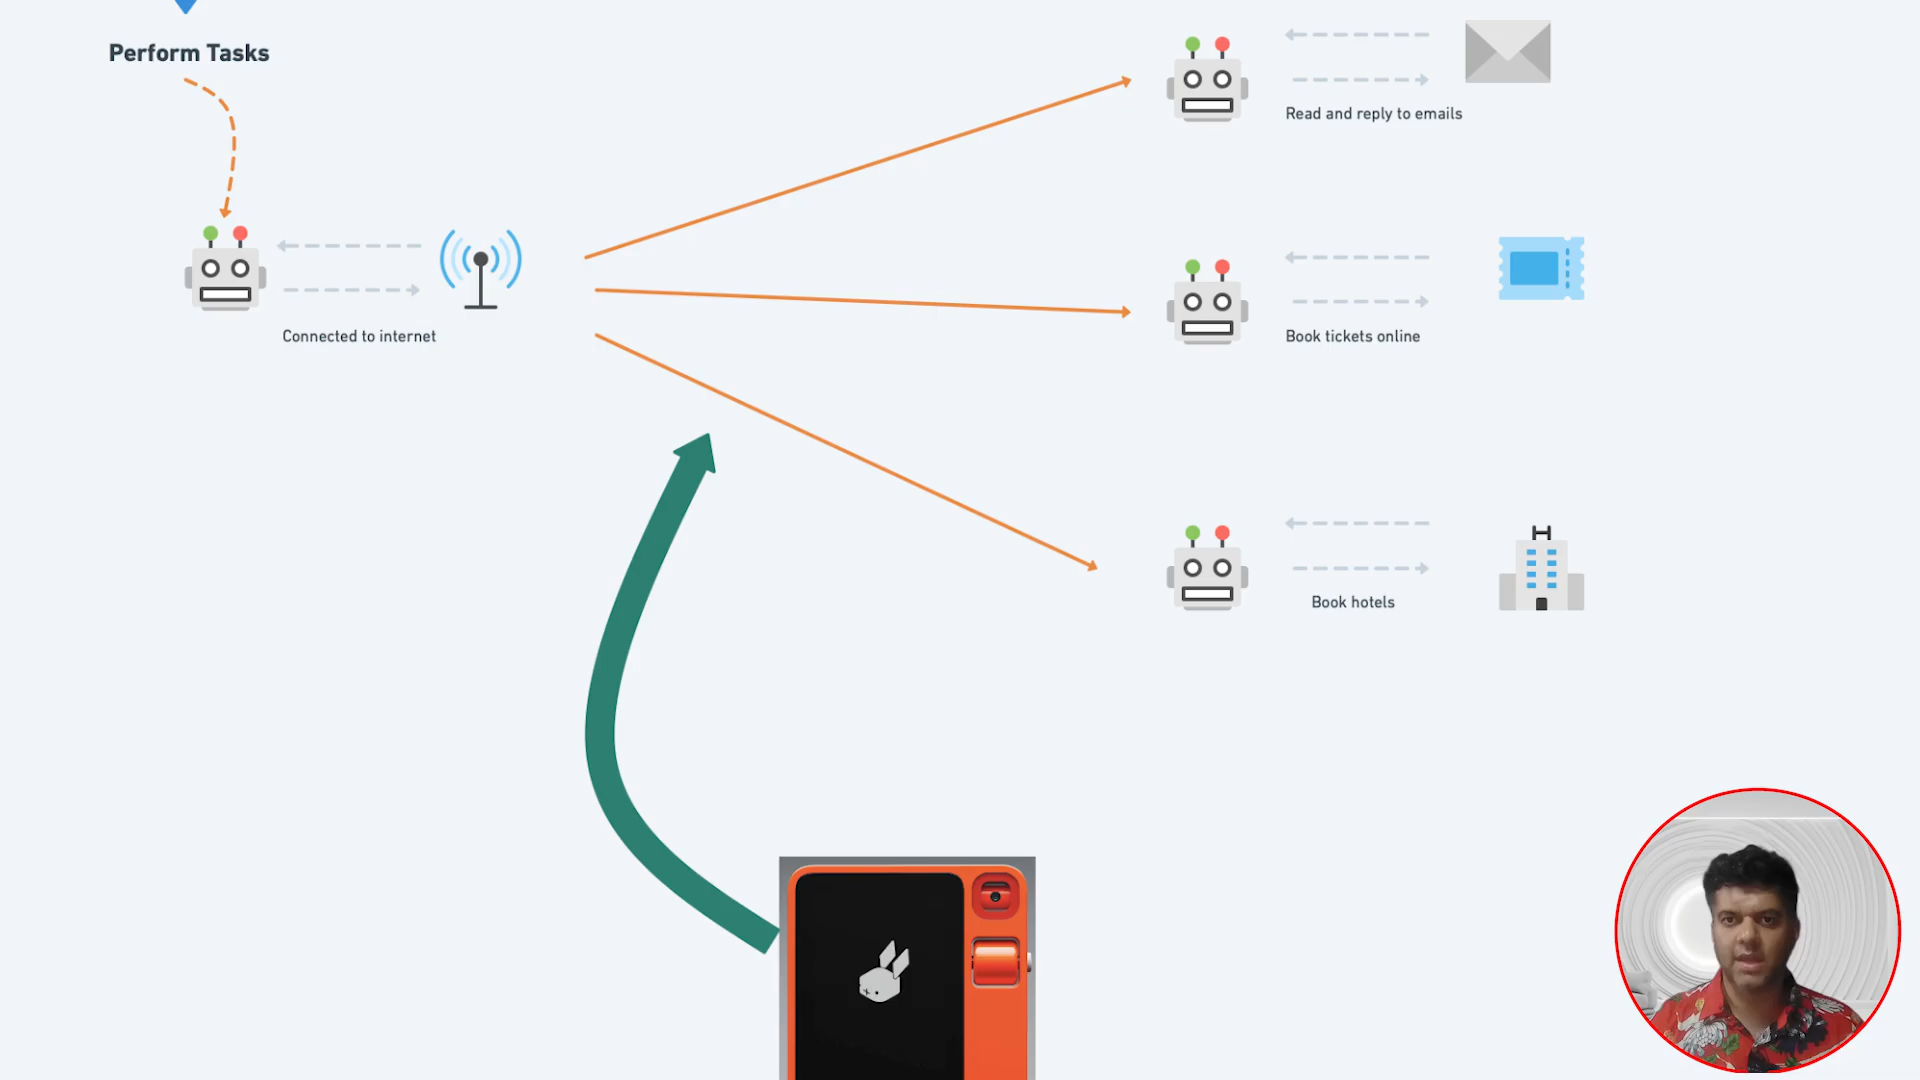 Perform Tasks
Read and reply to emails
Connected to internet
Book tickets online
Book hotels